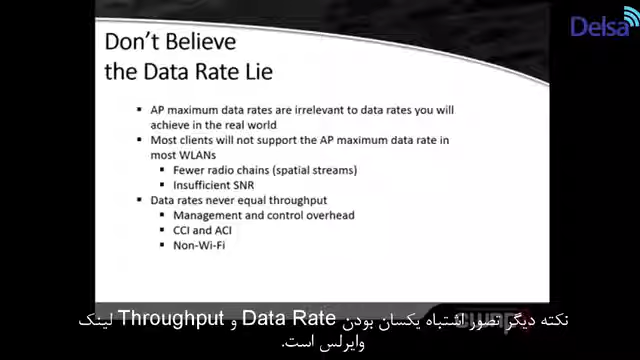 Delsa
Don't Believe
the Data Rate Lie
▪ AP maximum data rates are irrelevant to data rates you will
achieve in the real world
▪ Most clients will not support the AP maximum data rate in
most WLANs
▪ Fewer radio chains (spatial streams)
▪ Insufficient SNR
▪ Data rates never equal throughput
▪ Management and control overhead
▪ CCI and ACI
▪ Non-Wi-Fi
نکته دیگر تصور اشتباه یکسان بودن Data Rate و Throughput لینک
وایرلس است.